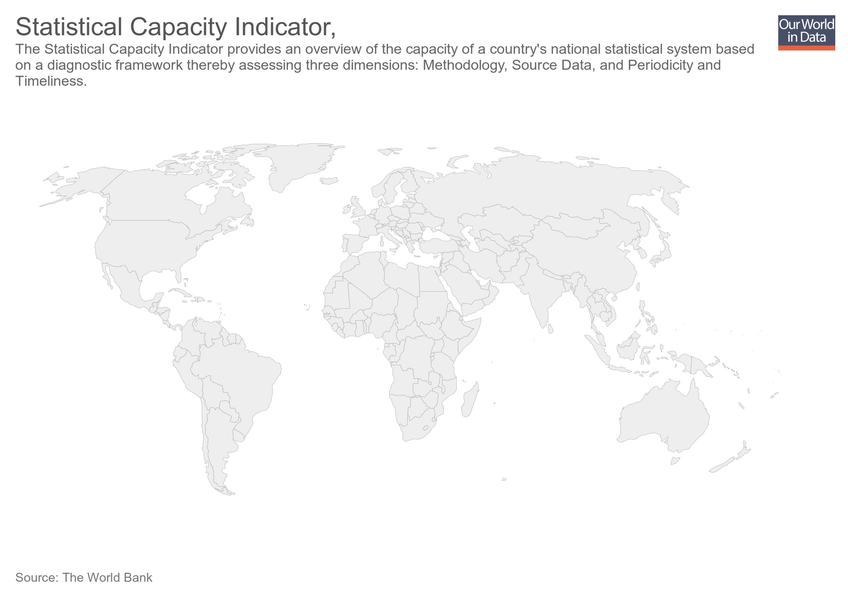 Statistical Capacity Indicator,
Our World
in Data
The Statistical Capacity Indicator provides an overview of the capacity of a country's national statistical system based
on a diagnostic framework thereby assessing three dimensions: Methodology, Source Data, and Periodicity and
Timeliness.
Source: The World Bank